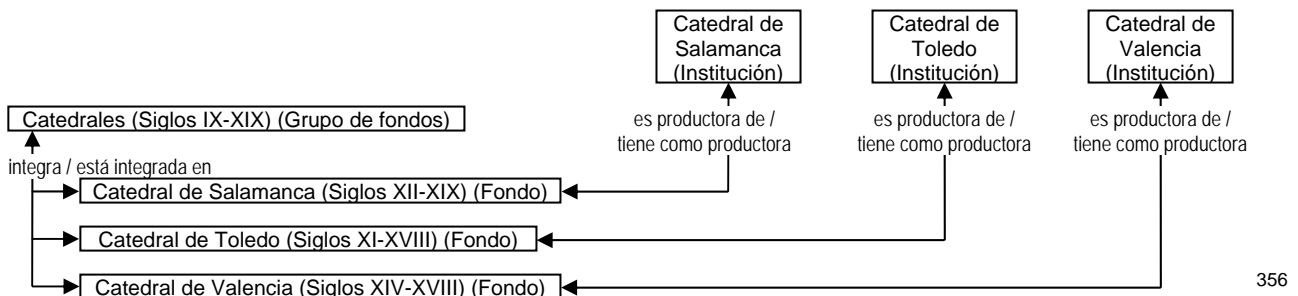 Catedral de
Salamanca
(Institución)
Catedral de
Toledo
(Institución)
Catedral de
Valencia
(Institución)
Catedrales (Siglos IX-XIX) (Grupo de fondos)
es productora de /
tiene como productora
es productora de /
tiene como productora
es productora de /
tiene como productora
integra / está integrada en
Catedral de Salamanca (Siglos XII-XIX) (Fondo)
Catedral de Toledo (Siglos XI-XVIII) (Fondo)
Catedral de Valencia (Siglos XIV-XVIII) (Fondo)
356